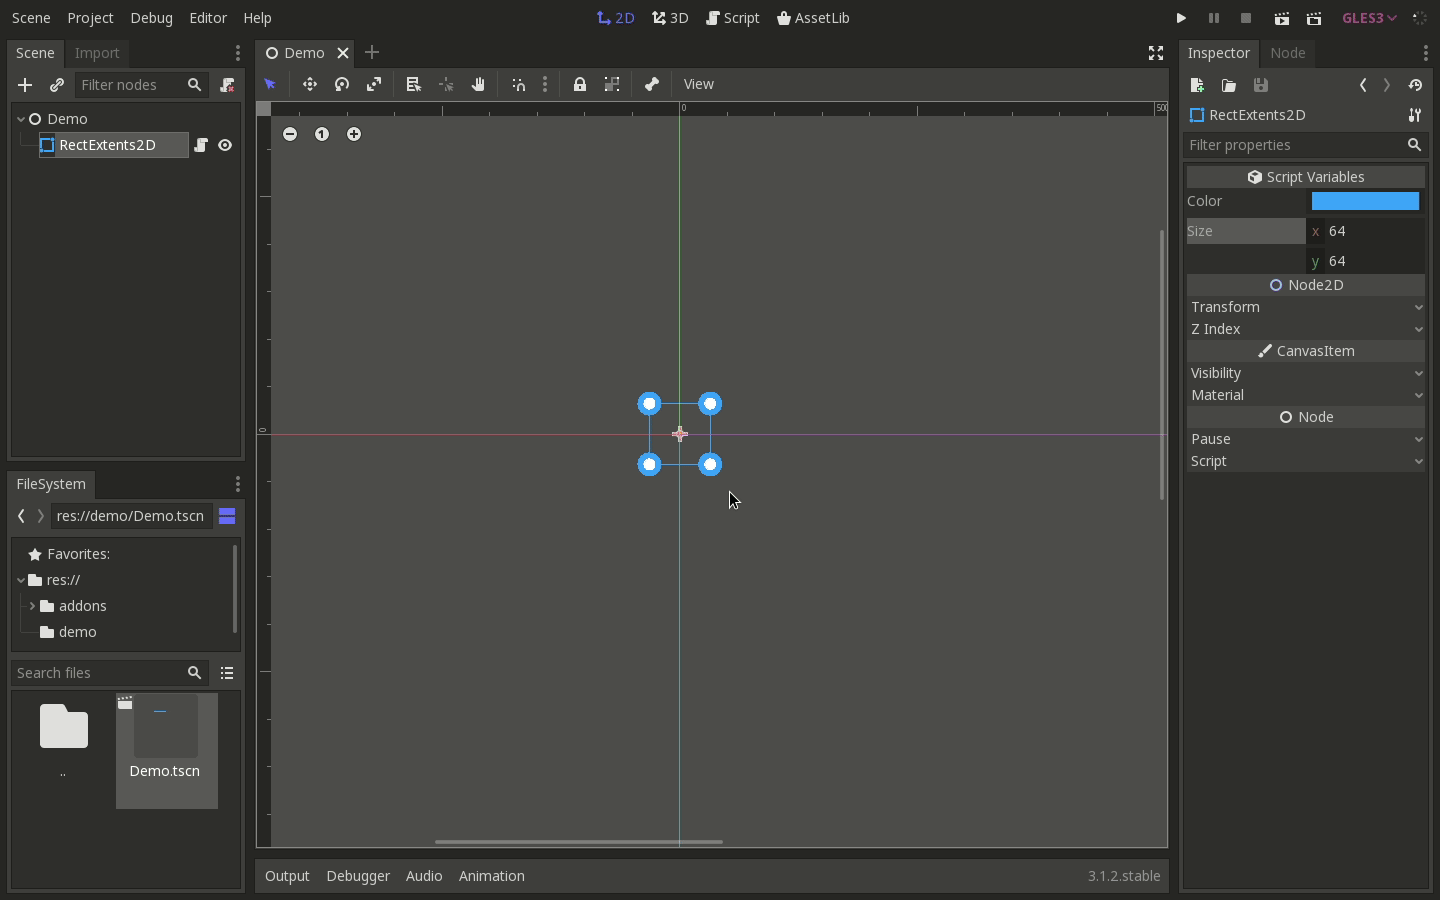 Scene Project Debug Editor Help 2D 3D Script AssetLib GLES3
Scene Import
Filter nodes
Demo
RectExtents2D
FileSystem
res://demo/Demo.tscn
Favorites:
res://
addons
demo
Search files
..
Demo.tscn
Demo
View
0
500
1
0
Output Debugger Audio Animation 3.1.2.stable
Inspector Node
RectExtents2D
Filter properties
Script Variables
Color
Size x 64
y 64
Node2D
Transform
Z Index
CanvasItem
Visibility
Material
Node
Pause
Script